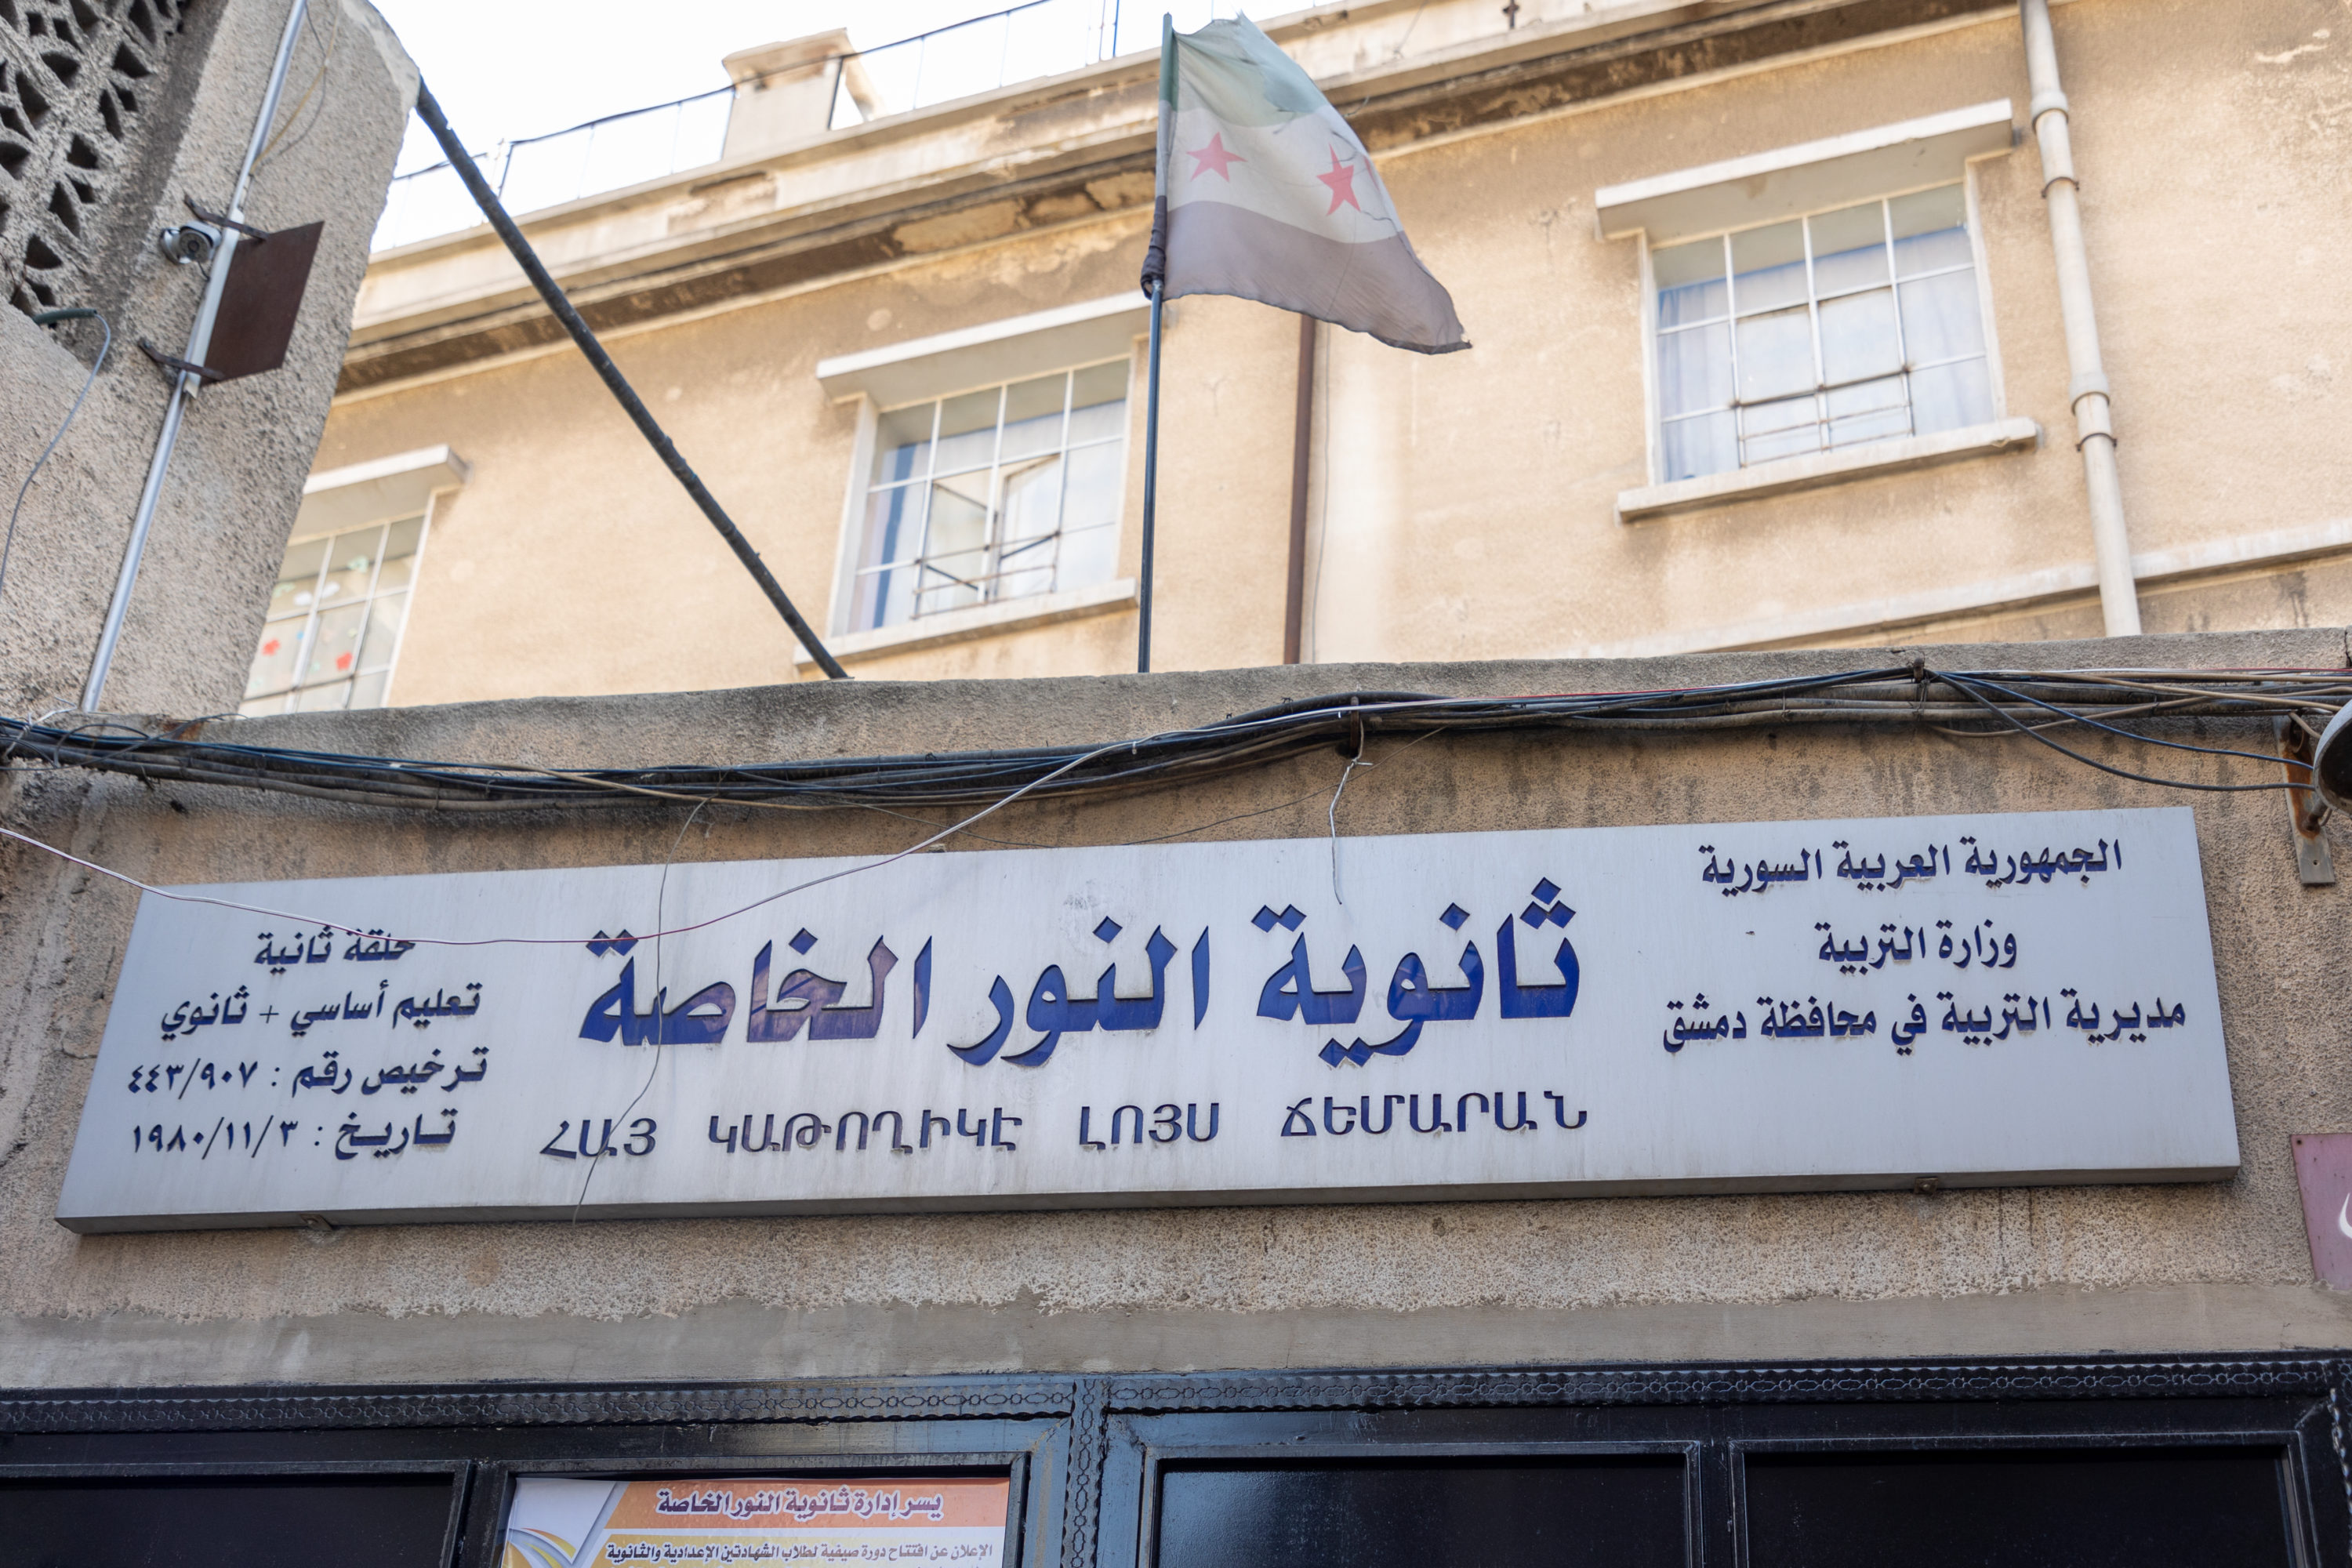 الجمهورية العربية السورية
وزارة التربية
مديرية التربية في محافظة دمشق
ثانوية النور الخاصة
ՀԱՅ ԿԱԹՈՂԻԿԷ ԼՈՅՍ ՃԵՄԱՐԱՆ
حلقة ثانية
تعليم أساسي + ثانوي
ترخيص رقم : ٤٤٣/٩٠٧
تاريخ : ١٩٨٠/١١/٣
يسر إدارة ثانوية النور الخاصة
الإعلان عن افتتاح دورة صيفية لطلاب الشهادتين الإعدادية والثانوية